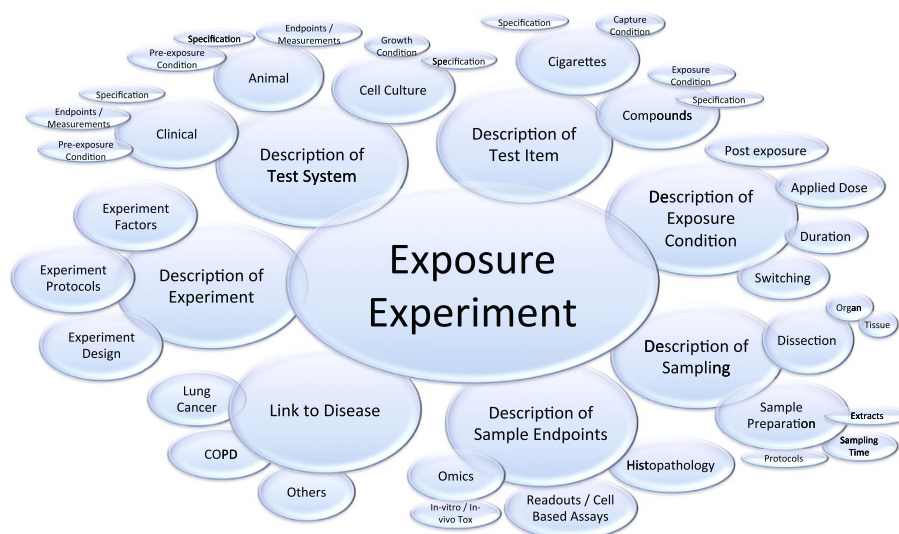 Exposure
Experiment
Description of
Test System
Animal
Specification
Endpoints /
Measurements
Pre-exposure
Condition
Cell Culture
Growth
Condition
Specification
Clinical
Specification
Endpoints /
Measurements
Pre-exposure
Condition
Description of
Test Item
Cigarettes
Specification
Capture
Condition
Compounds
Exposure
Condition
Specification
Description of
Exposure
Condition
Post exposure
Applied Dose
Duration
Switching
Description of
Sampling
Dissection
Organ
Tissue
Sample
Preparation
Extracts
Sampling
Time
Protocols
Description of
Sample Endpoints
Histopathology
Readouts / Cell
Based Assays
Omics
In-vitro / In-
vivo Tox
Link to Disease
Lung
Cancer
COPD
Others
Description of
Experiment
Experiment
Factors
Experiment
Protocols
Experiment
Design